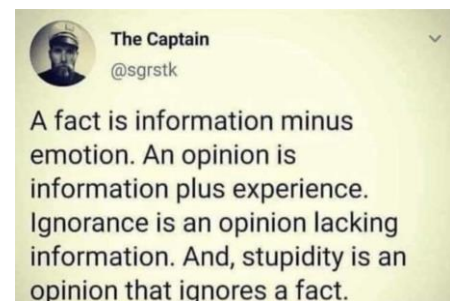 The Captain
@sgrstk
A fact is information minus
emotion. An opinion is
information plus experience.
Ignorance is an opinion lacking
information. And, stupidity is an
opinion that ignores a fact.